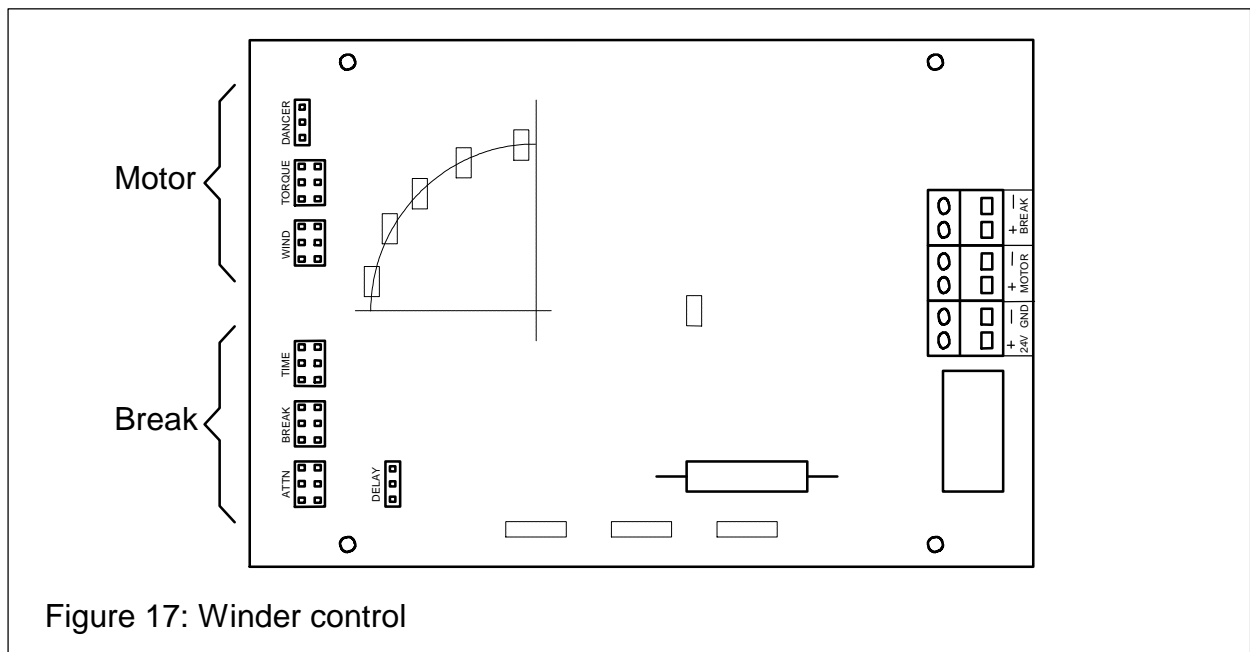 Motor
DANCER
TORQUE
WIND
Break
TIME
BREAK
ATTN
DELAY
+ − BREAK
+ − MOTOR
+ − 
24V GND
Figure 17: Winder control